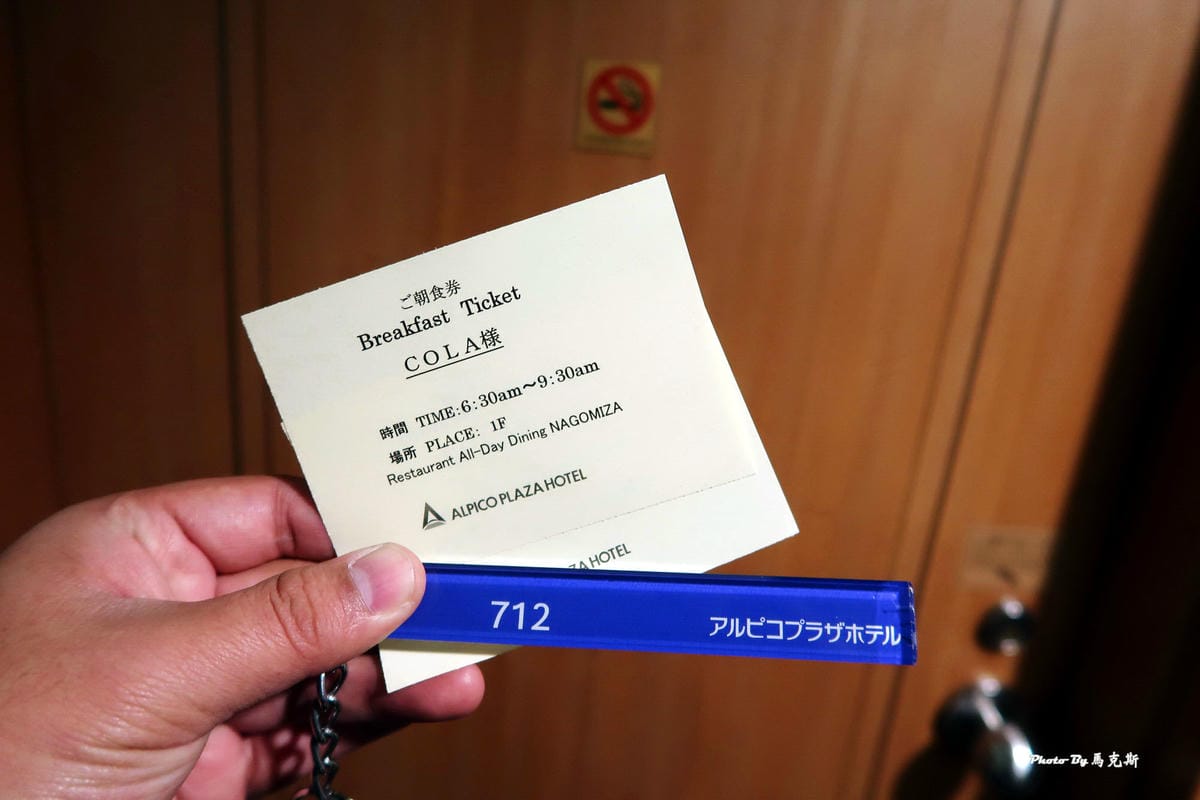 ご朝食券
Breakfast Ticket
COLA様
時間 TIME:6:30am〜9:30am
場所 PLACE: 1F
Restaurant All-Day Dining NAGOMIZA
ALPICO PLAZA HOTEL
ZA HOTEL
712
アルピコプラザホテル
Photo By 馬克斯